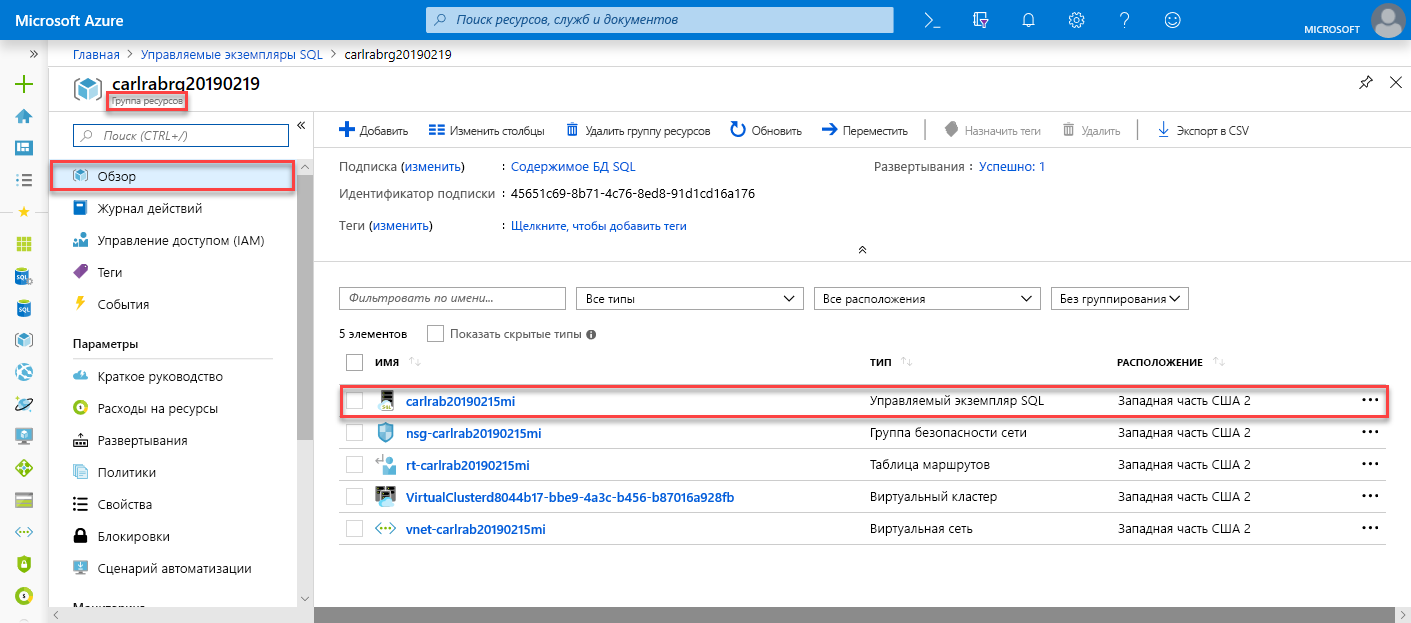 Microsoft Azure
Поиск ресурсов, служб и документов
MICROSOFT
Главная > Управляемые экземпляры SQL > carlrabrg20190219
carlrabrg20190219
Группа ресурсов
Поиск (CTRL+/)
Обзор
Журнал действий
Управление доступом (IAM)
Теги
События
Параметры
Краткое руководство
Расходы на ресурсы
Развертывания
Политики
Свойства
Блокировки
Сценарий автоматизации
Мониторинг
Добавить Изменить столбцы Удалить группу ресурсов Обновить Переместить Назначить теги Удалить Экспорт в CSV
Подписка (изменить) : Содержимое БД SQL Развертывания : Успешно: 1
Идентификатор подписки : 45651c69-8b71-4c76-8ed8-91d1cd16a176
Теги (изменить) : Щелкните, чтобы добавить теги
Фильтровать по имени... Все типы Все расположения Без группирования
5 элементов Показать скрытые типы
ИМЯ ТИП РАСПОЛОЖЕНИЕ
carlrab20190215mi Управляемый экземпляр SQL Западная часть США 2
nsg-carlrab20190215mi Группа безопасности сети Западная часть США 2
rt-carlrab20190215mi Таблица маршрутов Западная часть США 2
VirtualClusterd8044b17-bbe9-4a3c-b456-b87016a928fb Виртуальный кластер Западная часть США 2
vnet-carlrab20190215mi Виртуальная сеть Западная часть США 2